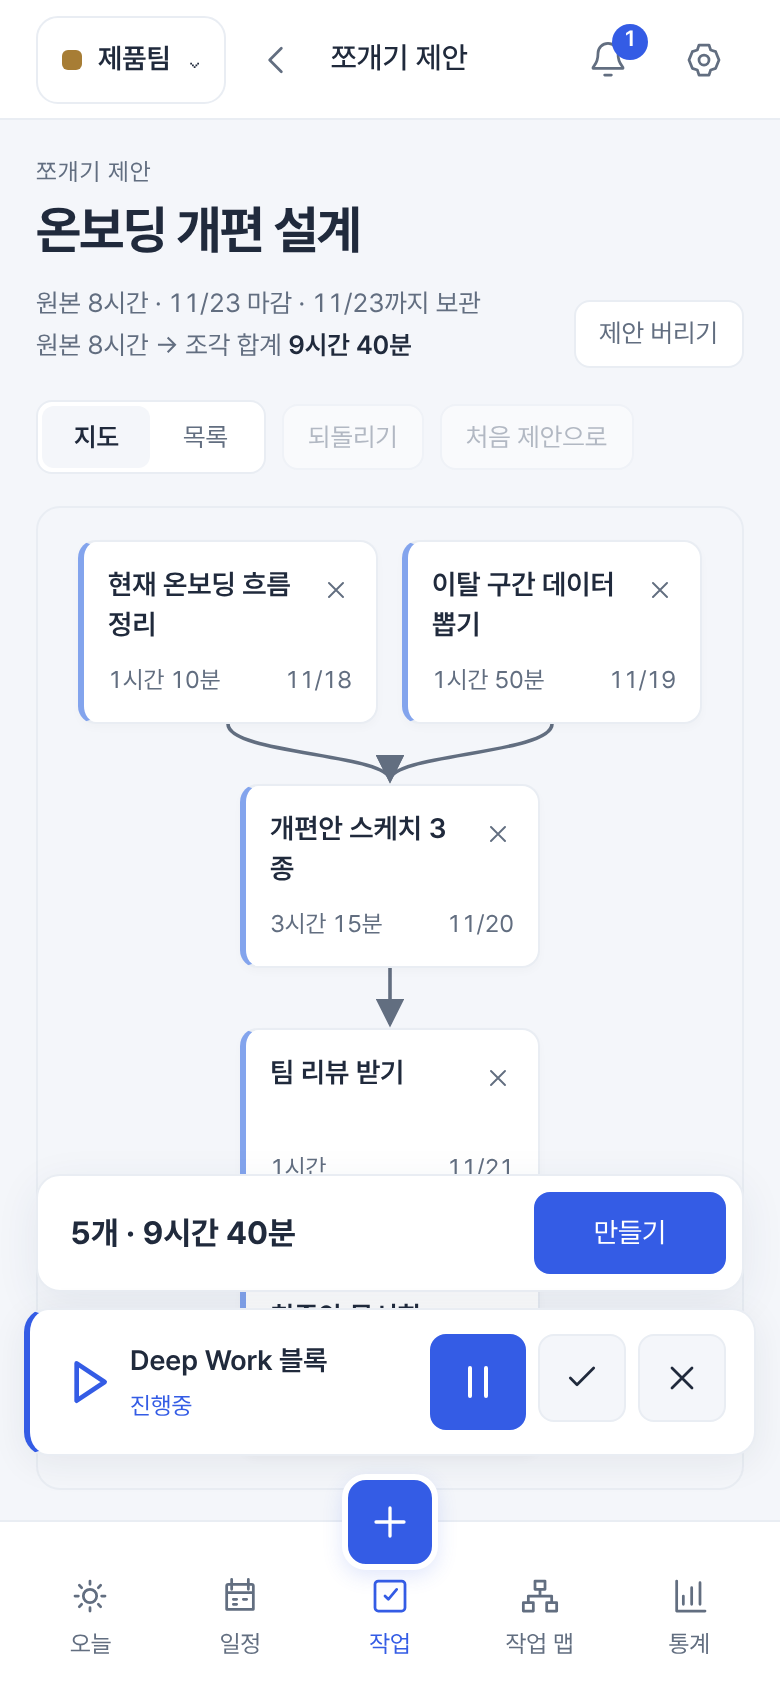 제품팀
쪼개기 제안
1
쪼개기 제안
온보딩 개편 설계
원본 8시간 · 11/23 마감 · 11/23까지 보관
원본 8시간 → 조각 합계 9시간 40분
제안 버리기
지도
목록
되돌리기
처음 제안으로
현재 온보딩 흐름
정리
1시간 10분
11/18
이탈 구간 데이터
뽑기
1시간 50분
11/19
개편안 스케치 3
종
3시간 15분
11/20
팀 리뷰 받기
1시간
11/21
5개 · 9시간 40분
만들기
Deep Work 블록
진행중
오늘
일정
작업
작업 맵
통계